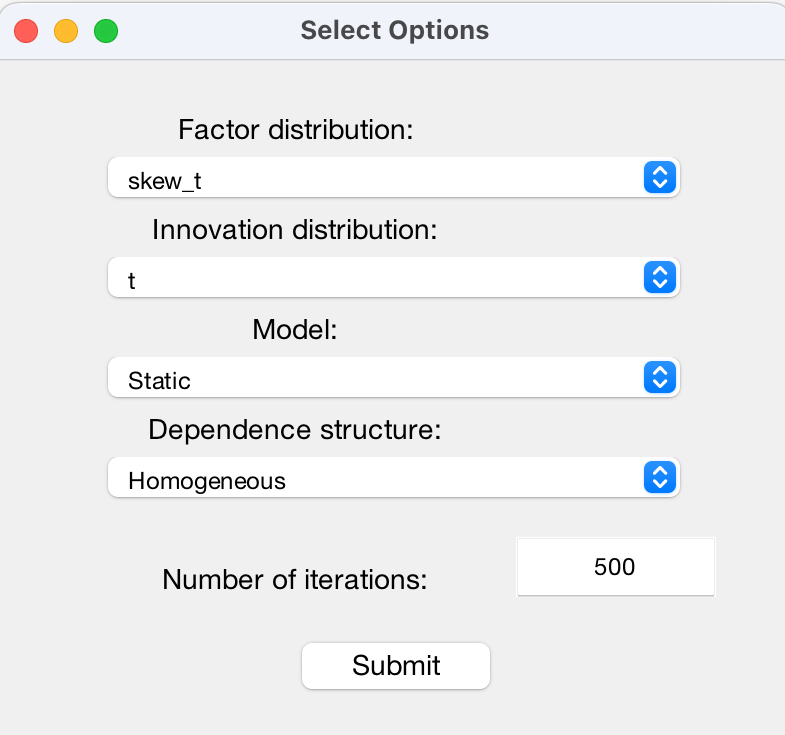 Select Options
Factor distribution:
skew_t
Innovation distribution:
t
Model:
Static
Dependence structure:
Homogeneous
Number of iterations: 500
Submit